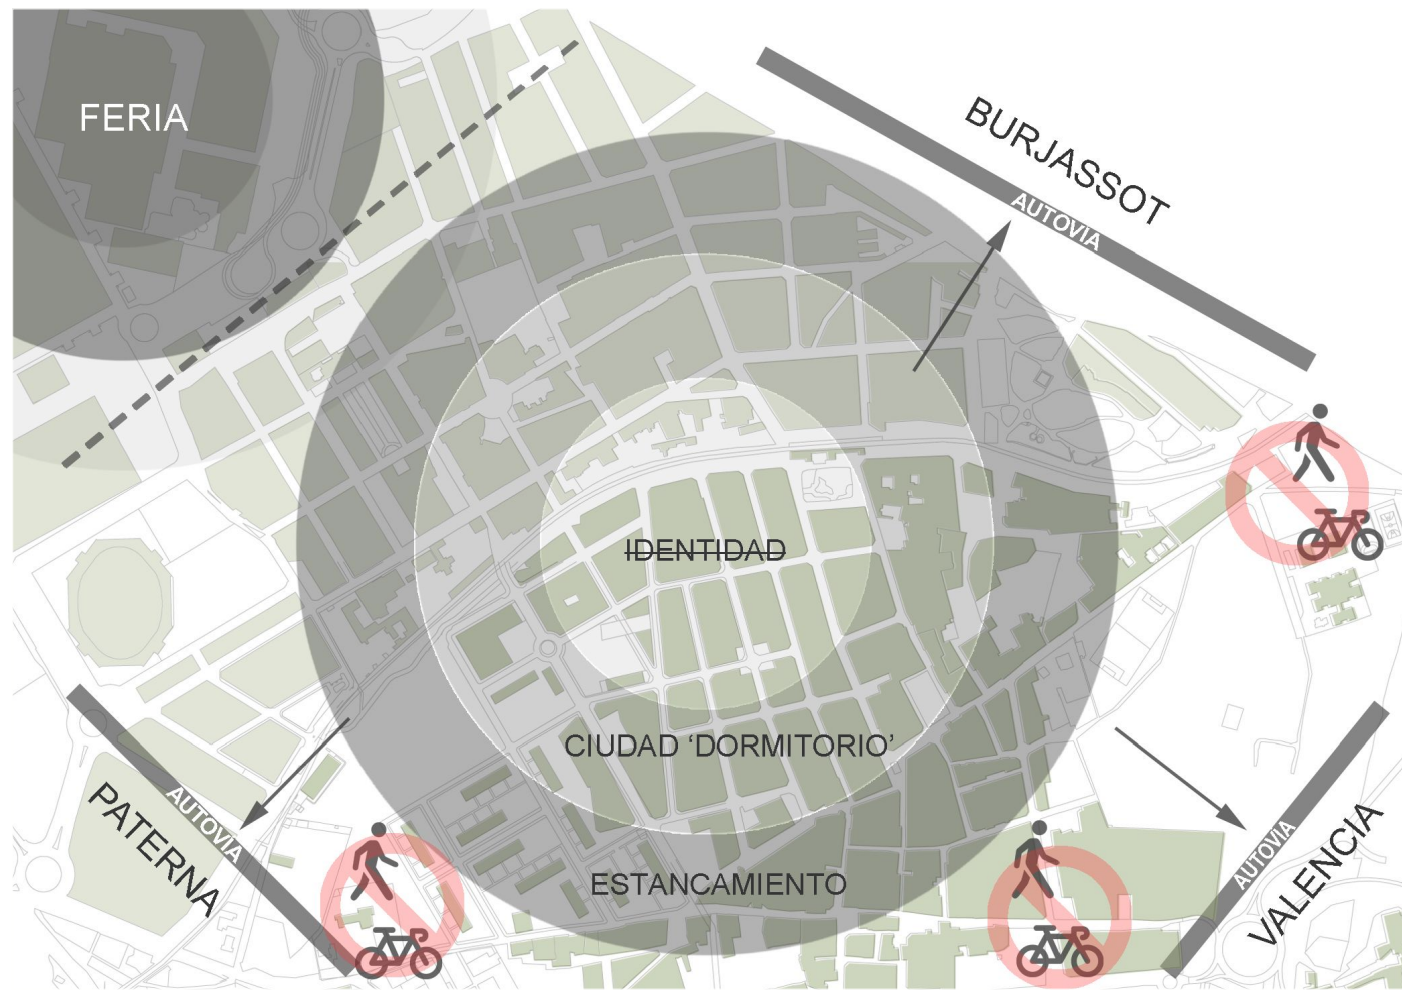 FERIA
BURJASSOT
AUTOVIA
IDENTIDAD
CIUDAD ‘DORMITORIO’
ESTANCAMIENTO
AUTOVIA
PATERNA
AUTOVIA
VALENCIA